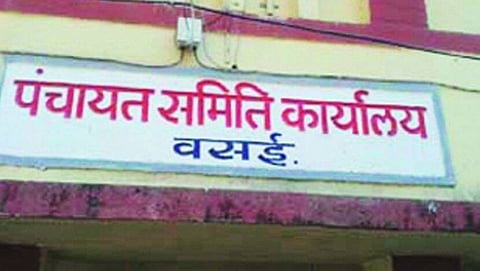 पंचायत समिति कार्यालय
वसई.